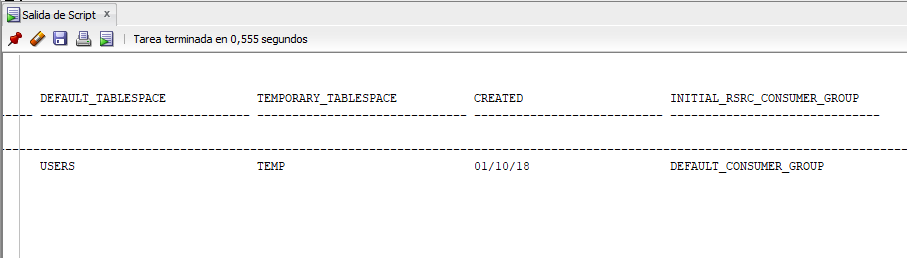 Salida de Script x
Tarea terminada en 0,555 segundos
DEFAULT_TABLESPACE TEMPORARY_TABLESPACE CREATED INITIAL_RSRC_CONSUMER_GROUP
----- ------------------------------ ------------------------------ --------------------------- ------------------------------
--------------------------------------------------------------------------------------------------------------------------------
USERS TEMP 01/10/18 DEFAULT_CONSUMER_GROUP